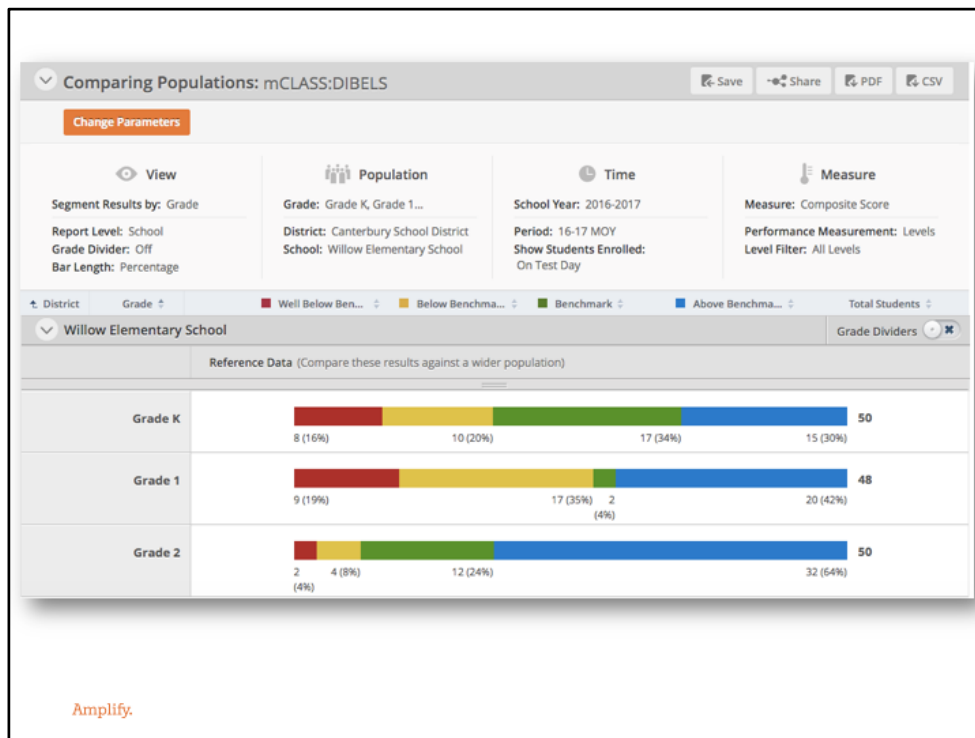 Comparing Populations: mCLASS:DIBELS
Save Share PDF CSV
Change Parameters
View Population Time Measure
Segment Results by: Grade Grade: Grade K, Grade 1... School Year: 2016-2017 Measure: Composite Score
Report Level: School District: Canterbury School District Period: 16-17 MOY Performance Measurement: Levels
Grade Divider: Off School: Willow Elementary School Show Students Enrolled: Level Filter: All Levels
Bar Length: Percentage On Test Day
District Grade Well Below Ben... Below Benchma... Benchmark Above Benchma... Total Students
Willow Elementary School Grade Dividers
Reference Data (Compare these results against a wider population)
Grade K 50
8 (16%) 10 (20%) 17 (34%) 15 (30%)
Grade 1 48
9 (19%) 17 (35%) 2 20 (42%)
(4%)
Grade 2 50
2 4 (8%) 12 (24%) 32 (64%)
(4%)
Amplify.